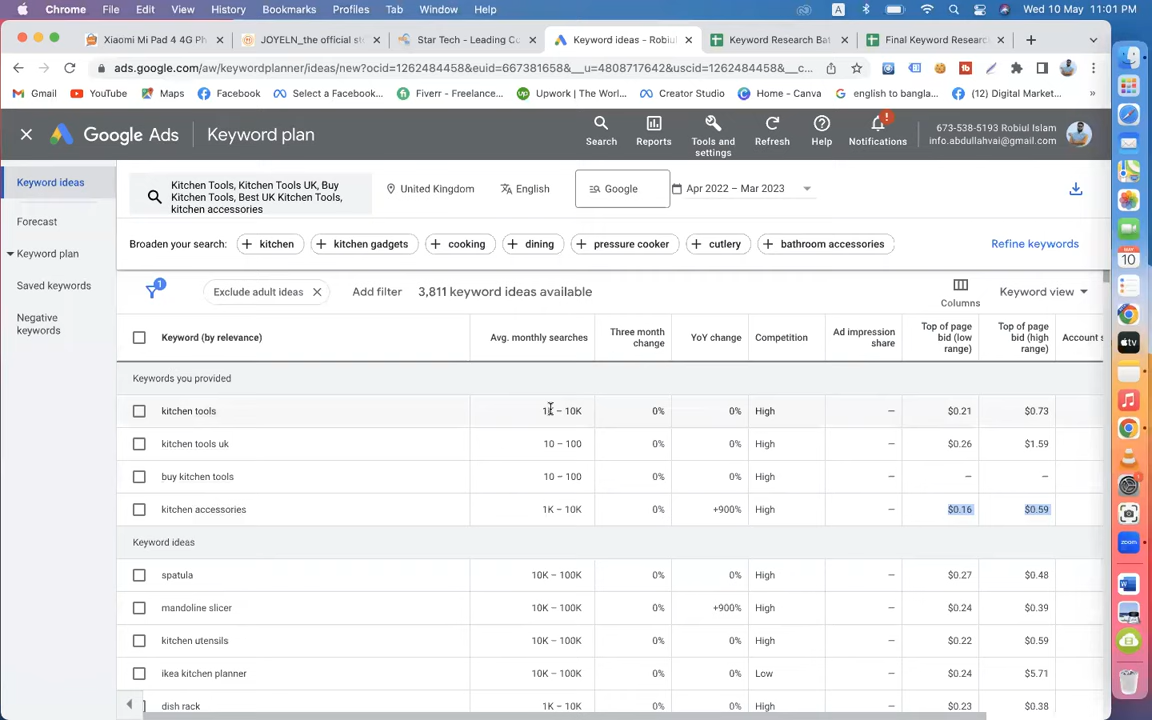 Chrome File Edit View History Bookmarks Profiles Tab Window Help A Wed 10 May 11:01 PM
Xiaomi Mi Pad 4 4G Ph JOYELN_the official st Star Tech - Leading Co Keyword ideas - Robiu Keyword Research Bat Final Keyword Researc
ads.google.com/aw/keywordplanner/ideas/new?ocid=1262484458&euid=667381658&__u=4808717642&uscid=1262484458&__c...
Gmail YouTube Maps Facebook Select a Facebook... Fiverr - Freelance... Upwork | The Worl... Creator Studio Home - Canva english to bangla... (12) Digital Market... »
Google Ads Keyword plan
Search Reports Tools and settings Refresh Help Notifications
673-538-5193 Robiul Islam
info.abdullahvai@gmail.com
Keyword ideas
Forecast
Keyword plan
Saved keywords
Negative
keywords
Kitchen Tools, Kitchen Tools UK, Buy
Kitchen Tools, Best UK Kitchen Tools,
kitchen accessories
United Kingdom English Google Apr 2022 – Mar 2023
Broaden your search: kitchen kitchen gadgets cooking dining pressure cooker cutlery bathroom accessories Refine keywords
1 Exclude adult ideas Add filter 3,811 keyword ideas available Columns Keyword view
Keyword (by relevance) Avg. monthly searches Three month change YoY change Competition Ad impression share Top of page bid (low range) Top of page bid (high range) Account s
Keywords you provided
kitchen tools 1K – 10K 0% 0% High — $0.21 $0.73
kitchen tools uk 10 – 100 0% 0% High — $0.26 $1.59
buy kitchen tools 10 – 100 0% 0% High — — —
kitchen accessories 1K – 10K 0% +900% High — $0.16 $0.59
Keyword ideas
spatula 10K – 100K 0% 0% High — $0.27 $0.48
mandoline slicer 10K – 100K 0% +900% High — $0.24 $0.39
kitchen utensils 10K – 100K 0% 0% High — $0.22 $0.59
ikea kitchen planner 10K – 100K 0% 0% Low — $0.24 $5.71
dish rack 1K – 10K 0% 0% High — $0.23 $0.38